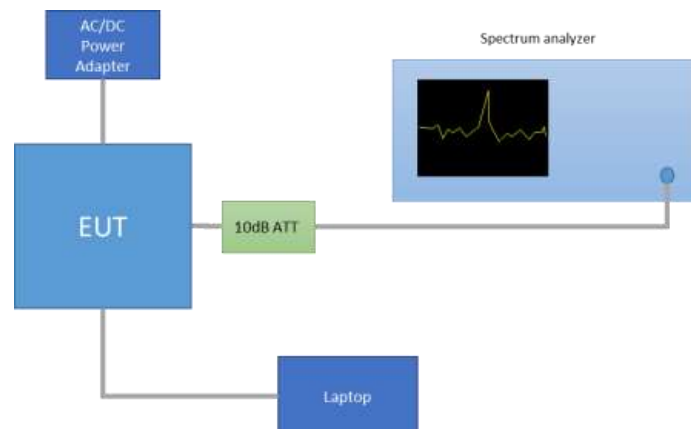 AC/DC
Power
Adapter
Spectrum analyzer
EUT
10dB ATT
Laptop